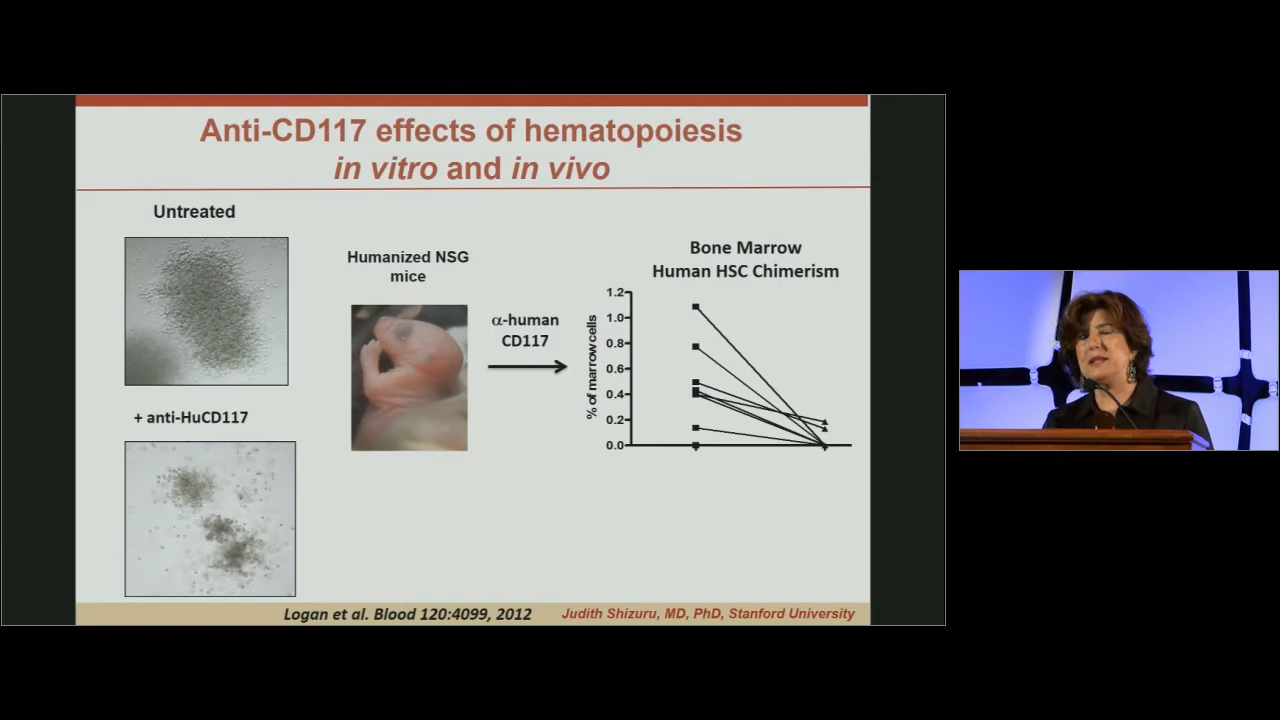 Anti-CD117 effects of hematopoiesis
in vitro and in vivo
Untreated
+ anti-HuCD117
Humanized NSG
mice
α-human
CD117
Bone Marrow
Human HSC Chimerism
% of marrow cells
1.2
1.0
0.8
0.6
0.4
0.2
0.0
Logan et al. Blood 120:4099, 2012
Judith Shizuru, MD, PhD, Stanford University